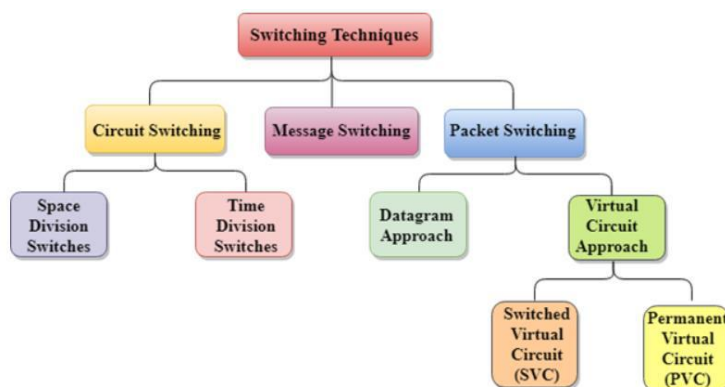 Switching Techniques
Circuit Switching
Message Switching
Packet Switching
Space
Division
Switches
Time
Division
Switches
Datagram
Approach
Virtual
Circuit
Approach
Switched
Virtual
Circuit
(SVC)
Permanent
Virtual
Circuit
(PVC)